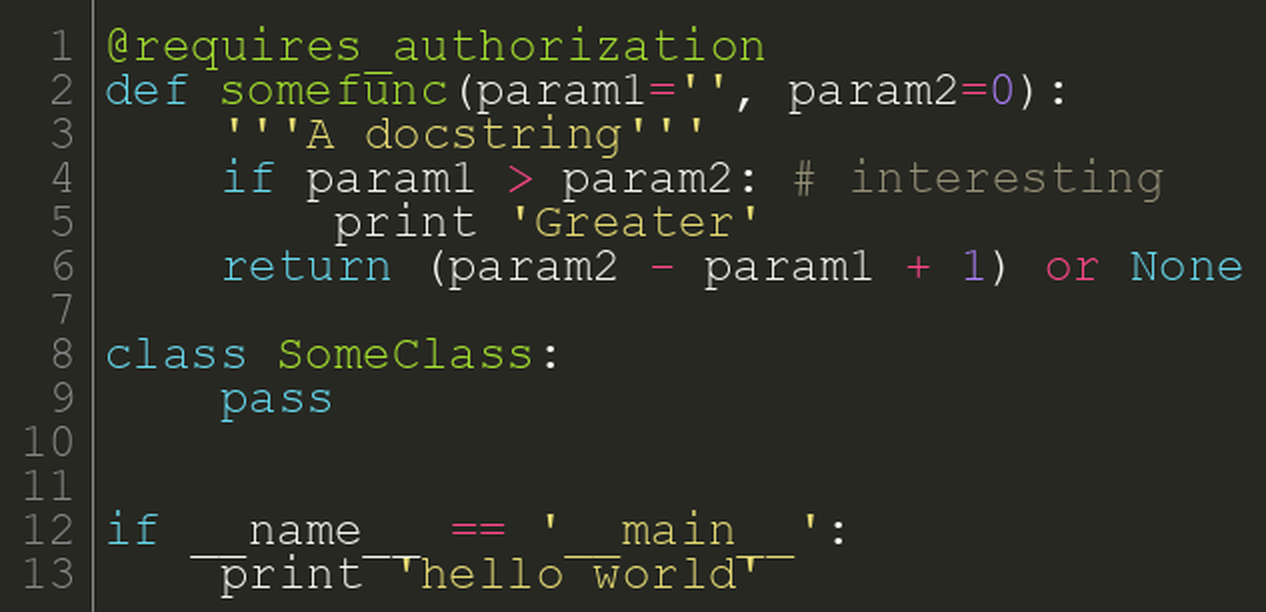 1 @requires_authorization
2 def somefunc(param1='', param2=0):
3     '''A docstring'''
4     if param1 > param2: # interesting
5         print 'Greater'
6     return (param2 - param1 + 1) or None
7
8 class SomeClass:
9     pass
10
11
12 if __name__ == '__main__':
13     print 'hello world'